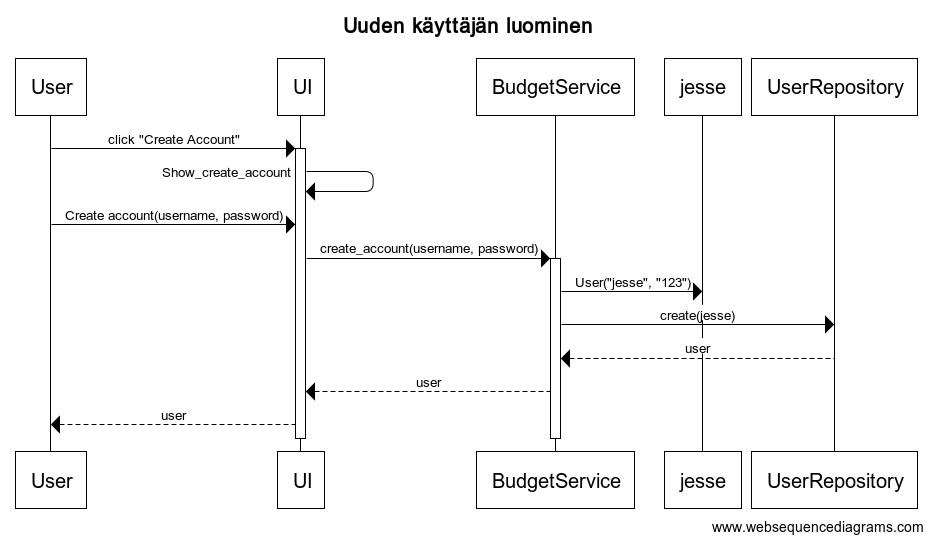 Uuden käyttäjän luominen
User UI BudgetService jesse UserRepository
click "Create Account"
Show_create_account
Create account(username, password)
create_account(username, password)
User("jesse", "123")
create(jesse)
user
user
user
User UI BudgetService jesse UserRepository
www.websequencediagrams.com